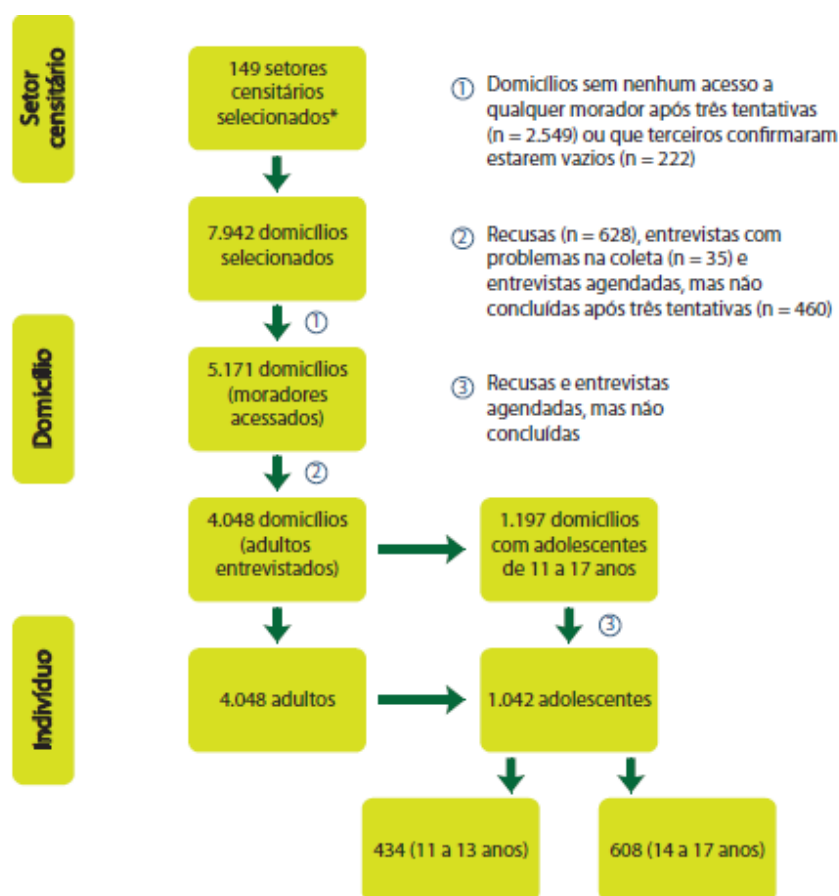 Setor
censitário
149 setores
censitários
selecionados*
7.942 domicílios
selecionados
①
Domicílio
5.171 domicílios
(moradores
acessados)
②
4.048 domicílios
(adultos
entrevistados)
1.197 domicílios
com adolescentes
de 11 a 17 anos
③
Indivíduo
4.048 adultos
1.042 adolescentes
434 (11 a 13 anos)
608 (14 a 17 anos)
① Domicílios sem nenhum acesso a
qualquer morador após três tentativas
(n = 2.549) ou que terceiros confirmaram
estarem vazios (n = 222)
② Recusas (n = 628), entrevistas com
problemas na coleta (n = 35) e
entrevistas agendadas, mas não
concluídas após três tentativas (n = 460)
③ Recusas e entrevistas
agendadas, mas não
concluídas